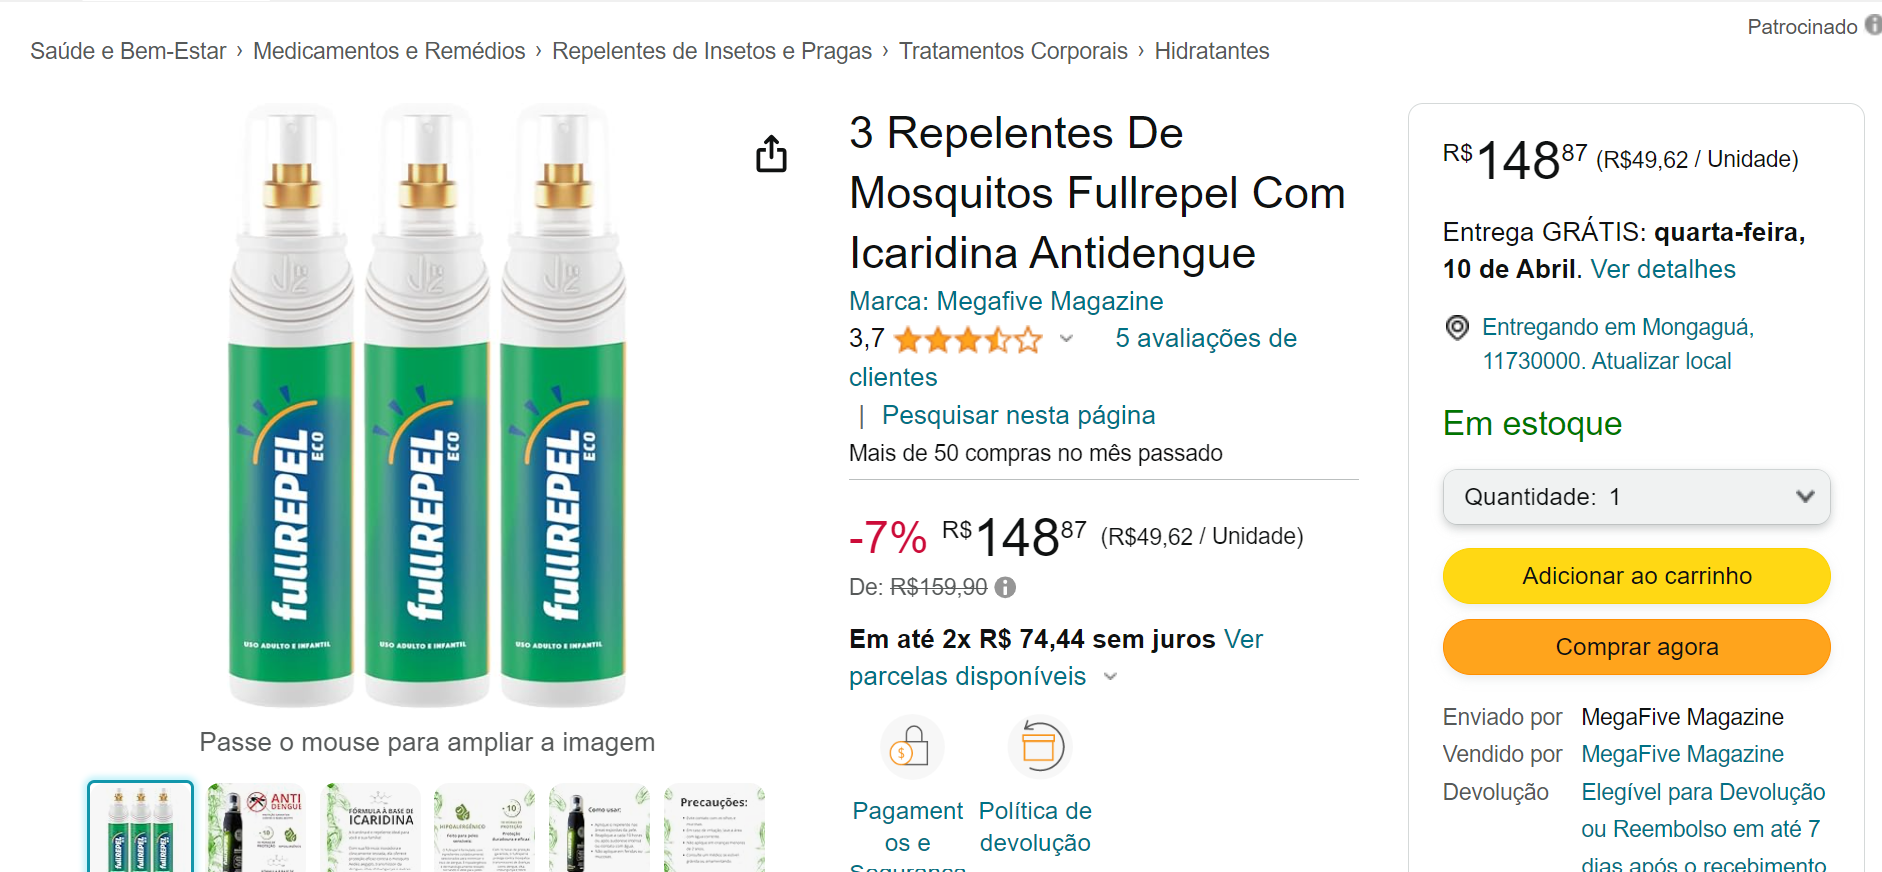 Patrocinado
Saúde e Bem-Estar › Medicamentos e Remédios › Repelentes de Insetos e Pragas › Tratamentos Corporais › Hidratantes
fullREPEL
ECO
USO ADULTO E INFANTIL
fullREPEL
ECO
USO ADULTO E INFANTIL
fullREPEL
ECO
USO ADULTO E INFANTIL
Passe o mouse para ampliar a imagem
ANTI
DENGUE
10
FÓRMULA À BASE DE
ICARIDINA
HIPOALERGÊNICO
10
Como usar:
Precauções:
3 Repelentes De
Mosquitos Fullrepel Com
Icaridina Antidengue
Marca: Megafive Magazine
3,7
5 avaliações de
clientes
| Pesquisar nesta página
Mais de 50 compras no mês passado
-7% R$14887 (R$49,62 / Unidade)
De: R$159,90
Em até 2x R$ 74,44 sem juros Ver
parcelas disponíveis
Pagament
os e
Segurança
Política de
devolução
R$14887 (R$49,62 / Unidade)
Entrega GRÁTIS: quarta-feira,
10 de Abril. Ver detalhes
Entregando em Mongaguá,
11730000. Atualizar local
Em estoque
Quantidade: 1
Adicionar ao carrinho
Comprar agora
Enviado por MegaFive Magazine
Vendido por MegaFive Magazine
Devolução Elegível para Devolução
ou Reembolso em até 7
dias após o recebimento